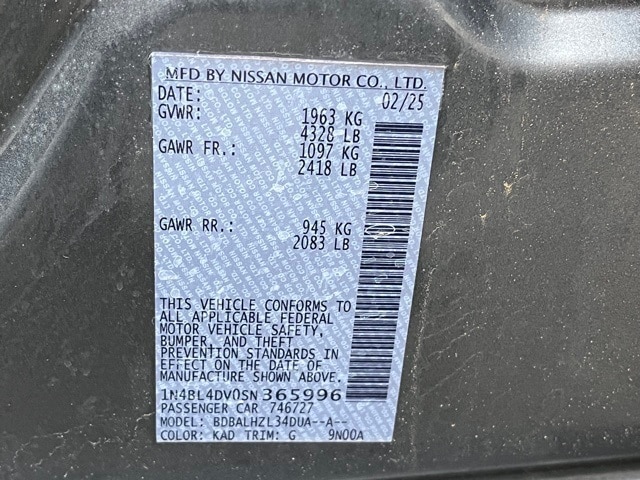 MFD BY NISSAN MOTOR CO., LTD.
DATE: 02/25
GVWR: 1963 KG
4328 LB
GAWR FR.: 1097 KG
2418 LB
GAWR RR.: 945 KG
2083 LB
THIS VEHICLE CONFORMS TO
ALL APPLICABLE FEDERAL
MOTOR VEHICLE SAFETY,
BUMPER, AND THEFT
PREVENTION STANDARDS IN
EFFECT ON THE DATE OF
MANUFACTURE SHOWN ABOVE.
1N4BL4DV0SN365996
PASSENGER CAR 746727
MODEL: BDBALHZL34DUA--A--
COLOR: KAD TRIM: G 9N00A